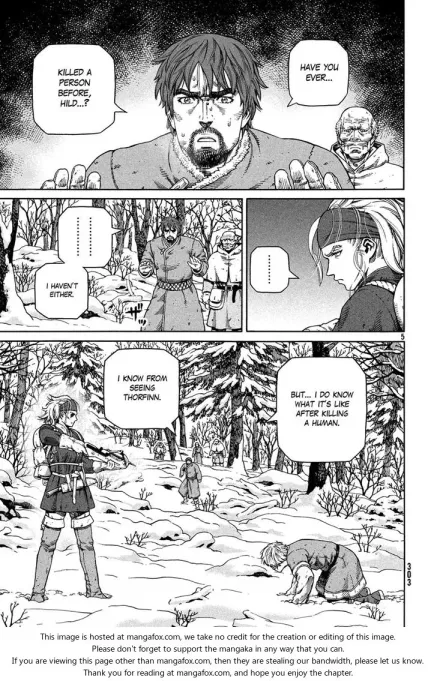 HAVE YOU
EVER...
KILLED A
PERSON
BEFORE,
HILD...?
......
......
......
I HAVEN'T
EITHER.
5
BUT... I DO KNOW
WHAT IT'S LIKE
AFTER KILLING
A HUMAN.
I KNOW FROM
SEEING
THORFINN.
303
This image is hosted at mangafox.com, we take no credit for the creation or editing of this image.
Please don't forget to support the mangaka in any way that you can.
If you are viewing this page other than mangafox.com, then they are stealing our bandwidth, please let us know.
Thank you for reading at mangafox.com, and hope you enjoy the chapter.